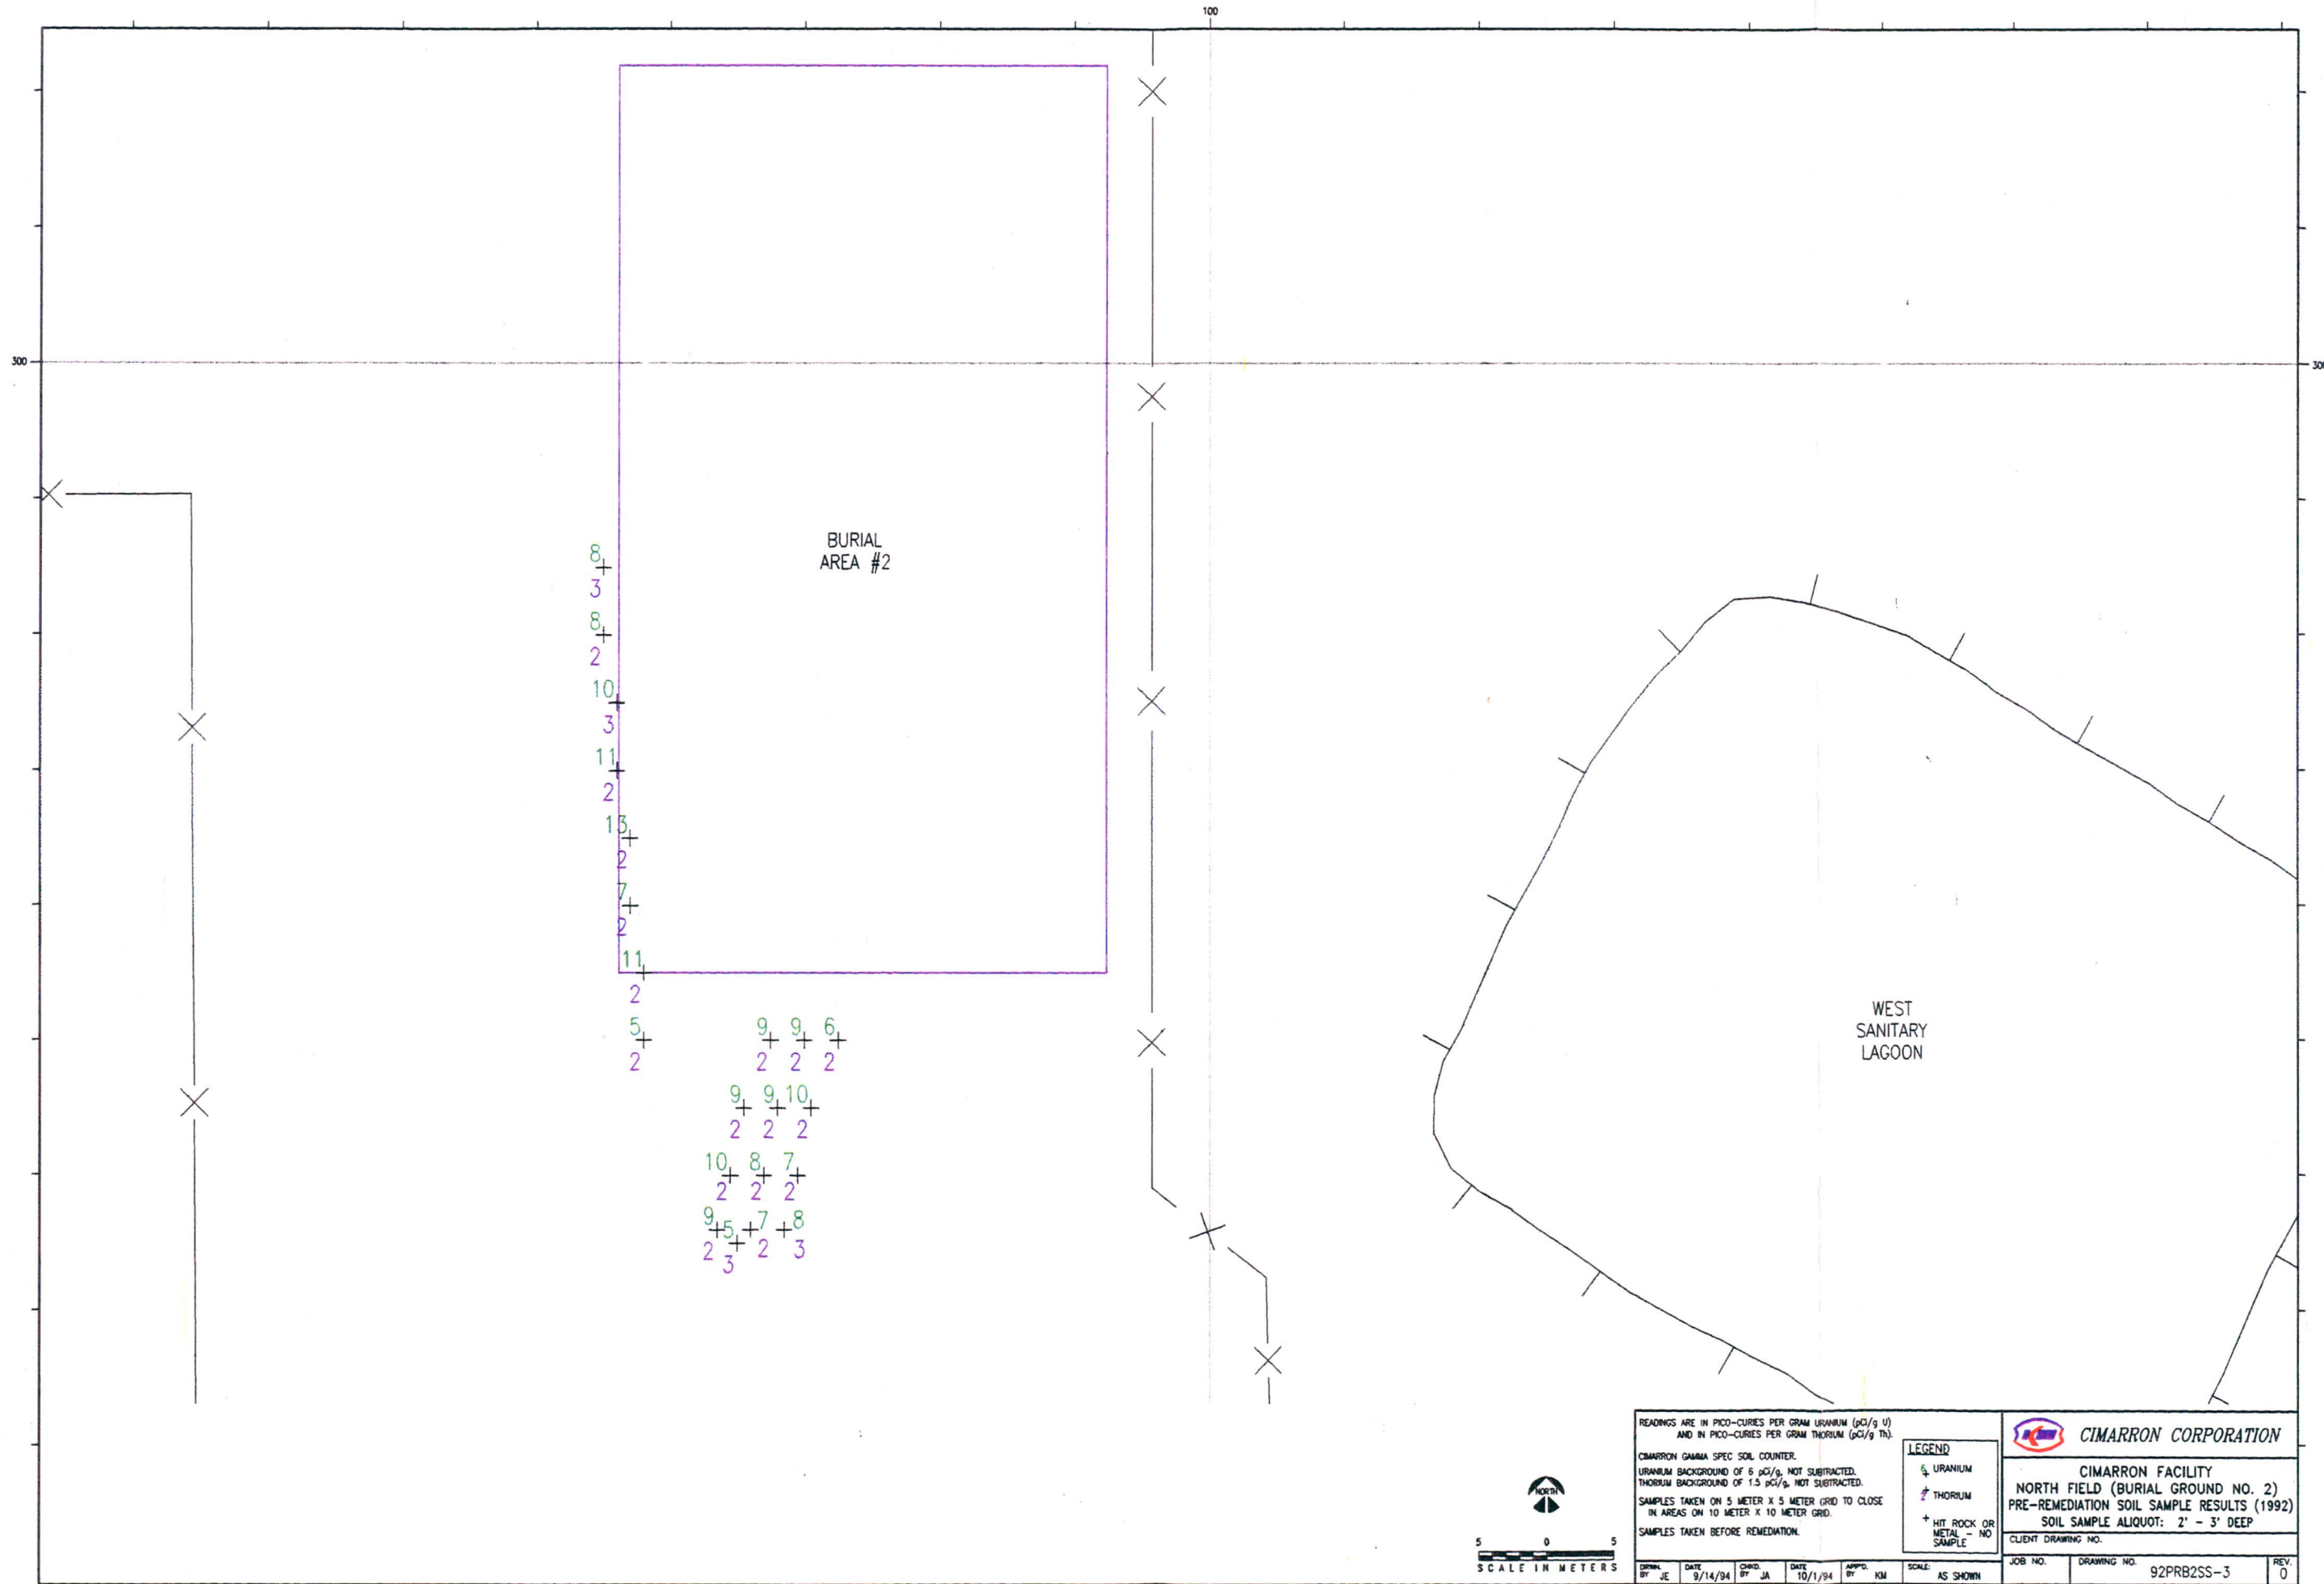 100
300
300
BURIAL
AREA #2
8
3
8
2
10
3
11
2
13
2
7
2
11
2
5 9 9 6
2 2 2 2
9 9 10
2 2 2
10 8 7
2 2 2
9 5 7 8
2 3 2 3
WEST
SANITARY
LAGOON
NORTH
5 0 5
SCALE IN METERS
READINGS ARE IN PICO-CURIES PER GRAM URANIUM (pCi/g U)
AND IN PICO-CURIES PER GRAM THORIUM (pCi/g Th).
CIMARRON GAMMA SPEC SOIL COUNTER.
URANIUM BACKGROUND OF 6 pCi/g, NOT SUBTRACTED.
THORIUM BACKGROUND OF 1.5 pCi/g, NOT SUBTRACTED.
SAMPLES TAKEN ON 5 METER X 5 METER GRID TO CLOSE
IN AREAS ON 10 METER X 10 METER GRID.
SAMPLES TAKEN BEFORE REMEDIATION.
LEGEND
6 URANIUM
2 THORIUM
HIT ROCK OR
METAL - NO
SAMPLE
DRWN. BY JE DATE 9/14/94 CHKD. BY JA DATE 10/1/94 APP'D. BY KM SCALE: AS SHOWN
CIMARRON CORPORATION
CIMARRON FACILITY
NORTH FIELD (BURIAL GROUND NO. 2)
PRE-REMEDIATION SOIL SAMPLE RESULTS (1992)
SOIL SAMPLE ALIQUOT: 2' - 3' DEEP
CLIENT DRAWING NO.
JOB NO. DRAWING NO. 92PRB2SS-3 REV. 0